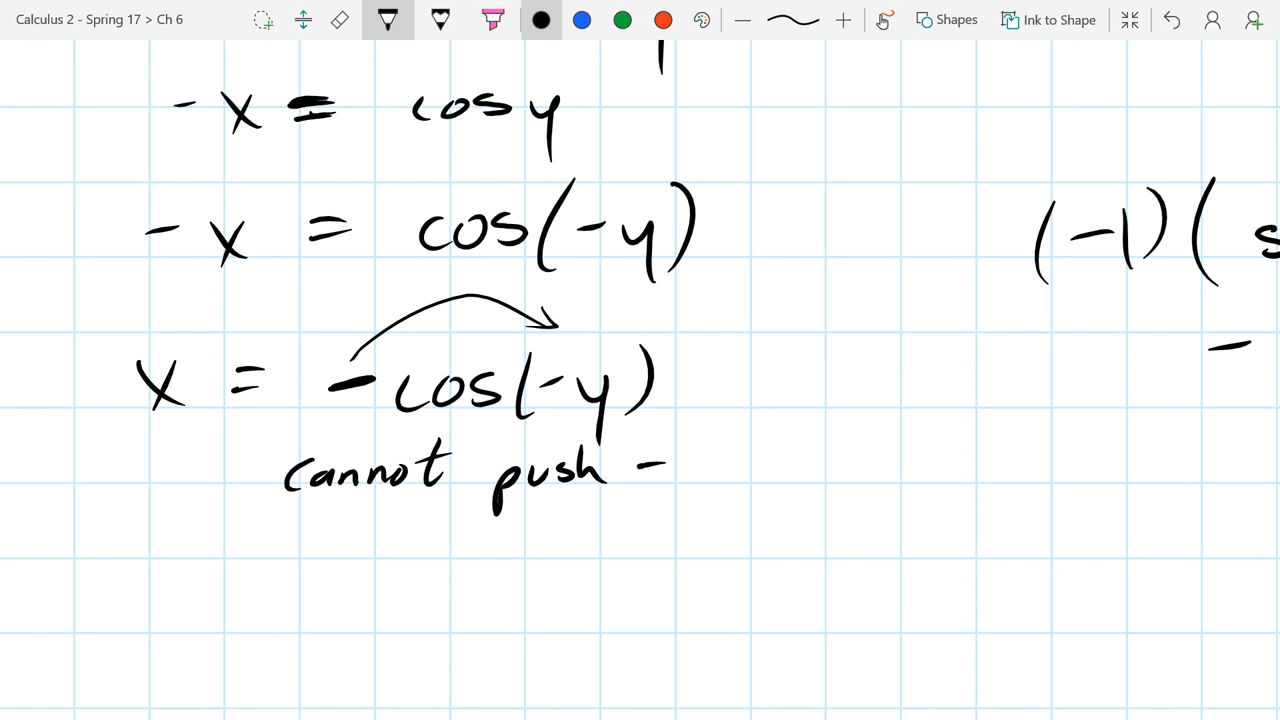 Calculus 2 - Spring 17 > Ch 6
Shapes
Ink to Shape
- x = cos y
- x = cos(-y)
(-1)( s
x = -cos(-y)
-
cannot push -